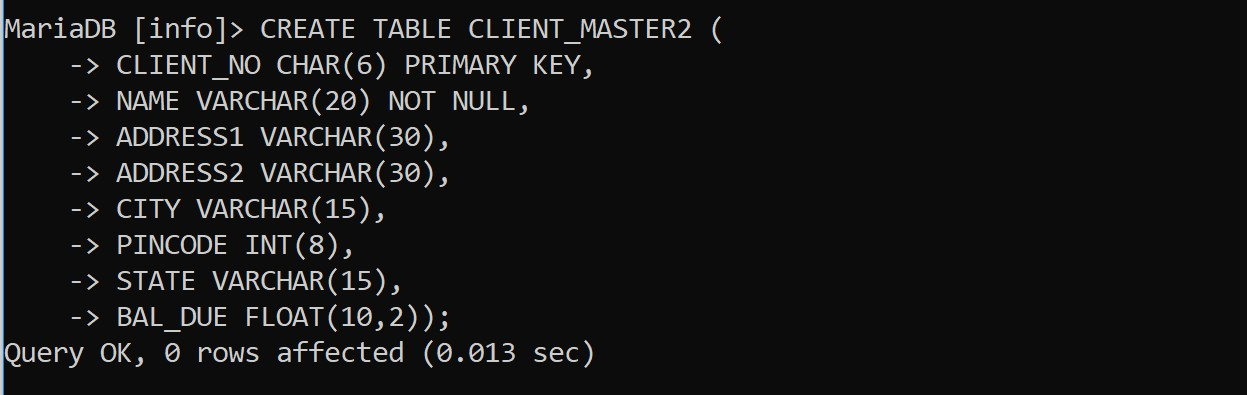 MariaDB [info]> CREATE TABLE CLIENT_MASTER2 (
    -> CLIENT_NO CHAR(6) PRIMARY KEY,
    -> NAME VARCHAR(20) NOT NULL,
    -> ADDRESS1 VARCHAR(30),
    -> ADDRESS2 VARCHAR(30),
    -> CITY VARCHAR(15),
    -> PINCODE INT(8),
    -> STATE VARCHAR(15),
    -> BAL_DUE FLOAT(10,2));
Query OK, 0 rows affected (0.013 sec)